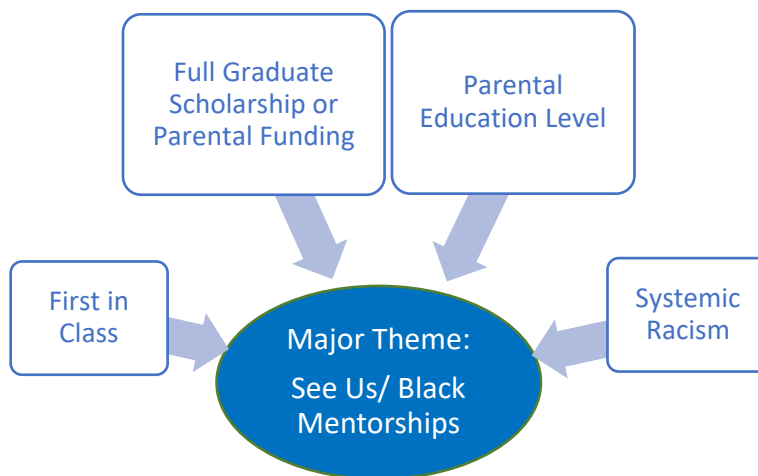 Full Graduate
Scholarship or
Parental Funding
Parental
Education Level
First in
Class
Systemic
Racism
Major Theme:
See Us/ Black
Mentorships